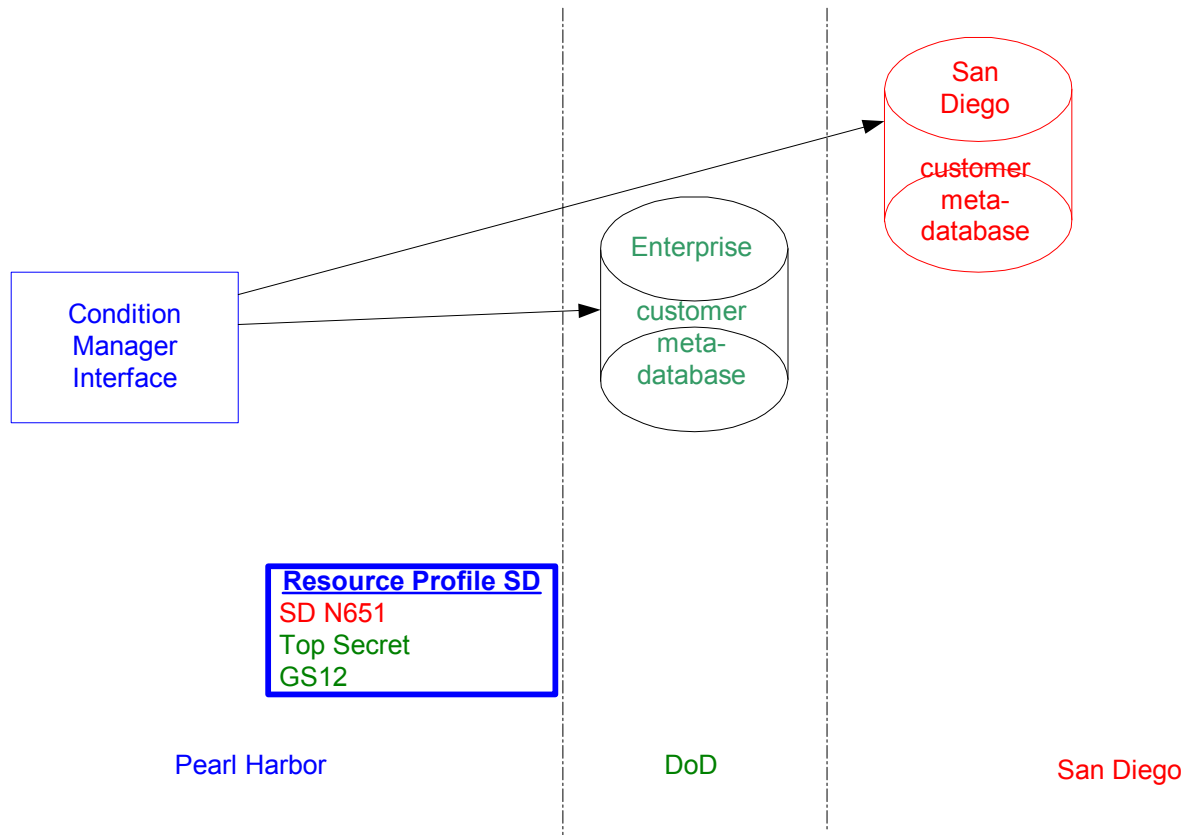 San
Diego
customer
meta-
database
Enterprise
customer
meta-
database
Condition
Manager
Interface
Resource Profile SD
SD N651
Top Secret
GS12
Pearl Harbor
DoD
San Diego